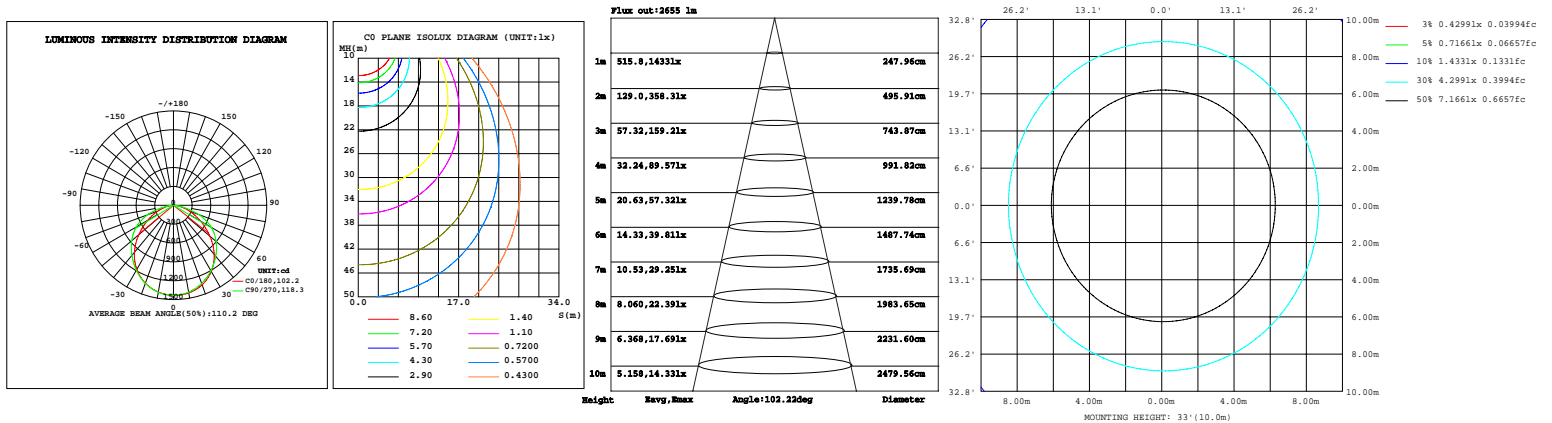 LUMINOUS INTENSITY DISTRIBUTION DIAGRAM
-/+180
-150
150
-120
120
-90
90
-60
60
-30
30
0
0
300
600
900
1200
1500
UNIT:cd
C0/180,102.2
C90/270,118.3
AVERAGE BEAM ANGLE(50%):110.2 DEG
C0 PLANE ISOLUX DIAGRAM (UNIT:lx)
MH(m)
10
14
18
22
26
30
34
38
42
46
50
0.0 17.0 34.0
S(m)
8.60 1.40
7.20 1.10
5.70 0.7200
4.30 0.5700
2.90 0.4300
Flux out:2655 lm
1m 515.8,1433lx 247.96cm
2m 129.0,358.3lx 495.91cm
3m 57.32,159.2lx 743.87cm
4m 32.24,89.57lx 991.82cm
5m 20.63,57.32lx 1239.78cm
6m 14.33,39.81lx 1487.74cm
7m 10.53,29.25lx 1735.69cm
8m 8.060,22.39lx 1983.65cm
9m 6.368,17.69lx 2231.60cm
10m 5.158,14.33lx 2479.56cm
Height Eavg,Emax Angle:102.22deg Diameter
26.2' 13.1' 0.0' 13.1' 26.2'
32.8' 10.00m
26.2' 8.00m
19.7' 6.00m
13.1' 4.00m
6.6' 2.00m
0.0' 0.00m
6.6' 2.00m
13.1' 4.00m
19.7' 6.00m
26.2' 8.00m
32.8' 10.00m
8.00m 4.00m 0.00m 4.00m 8.00m
MOUNTING HEIGHT: 33'(10.0m)
3% 0.4299lx 0.03994fc
5% 0.7166lx 0.06657fc
10% 1.433lx 0.1331fc
30% 4.299lx 0.3994fc
50% 7.166lx 0.6657fc